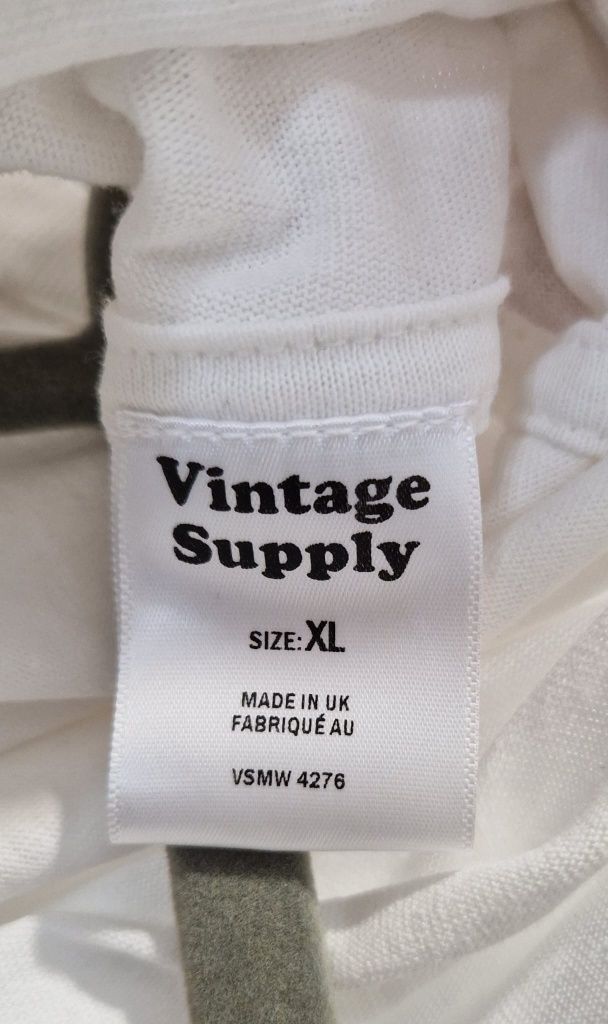 Vintage
Supply
SIZE: XL
MADE IN UK
FABRIQUÉ AU
VSMW 4276